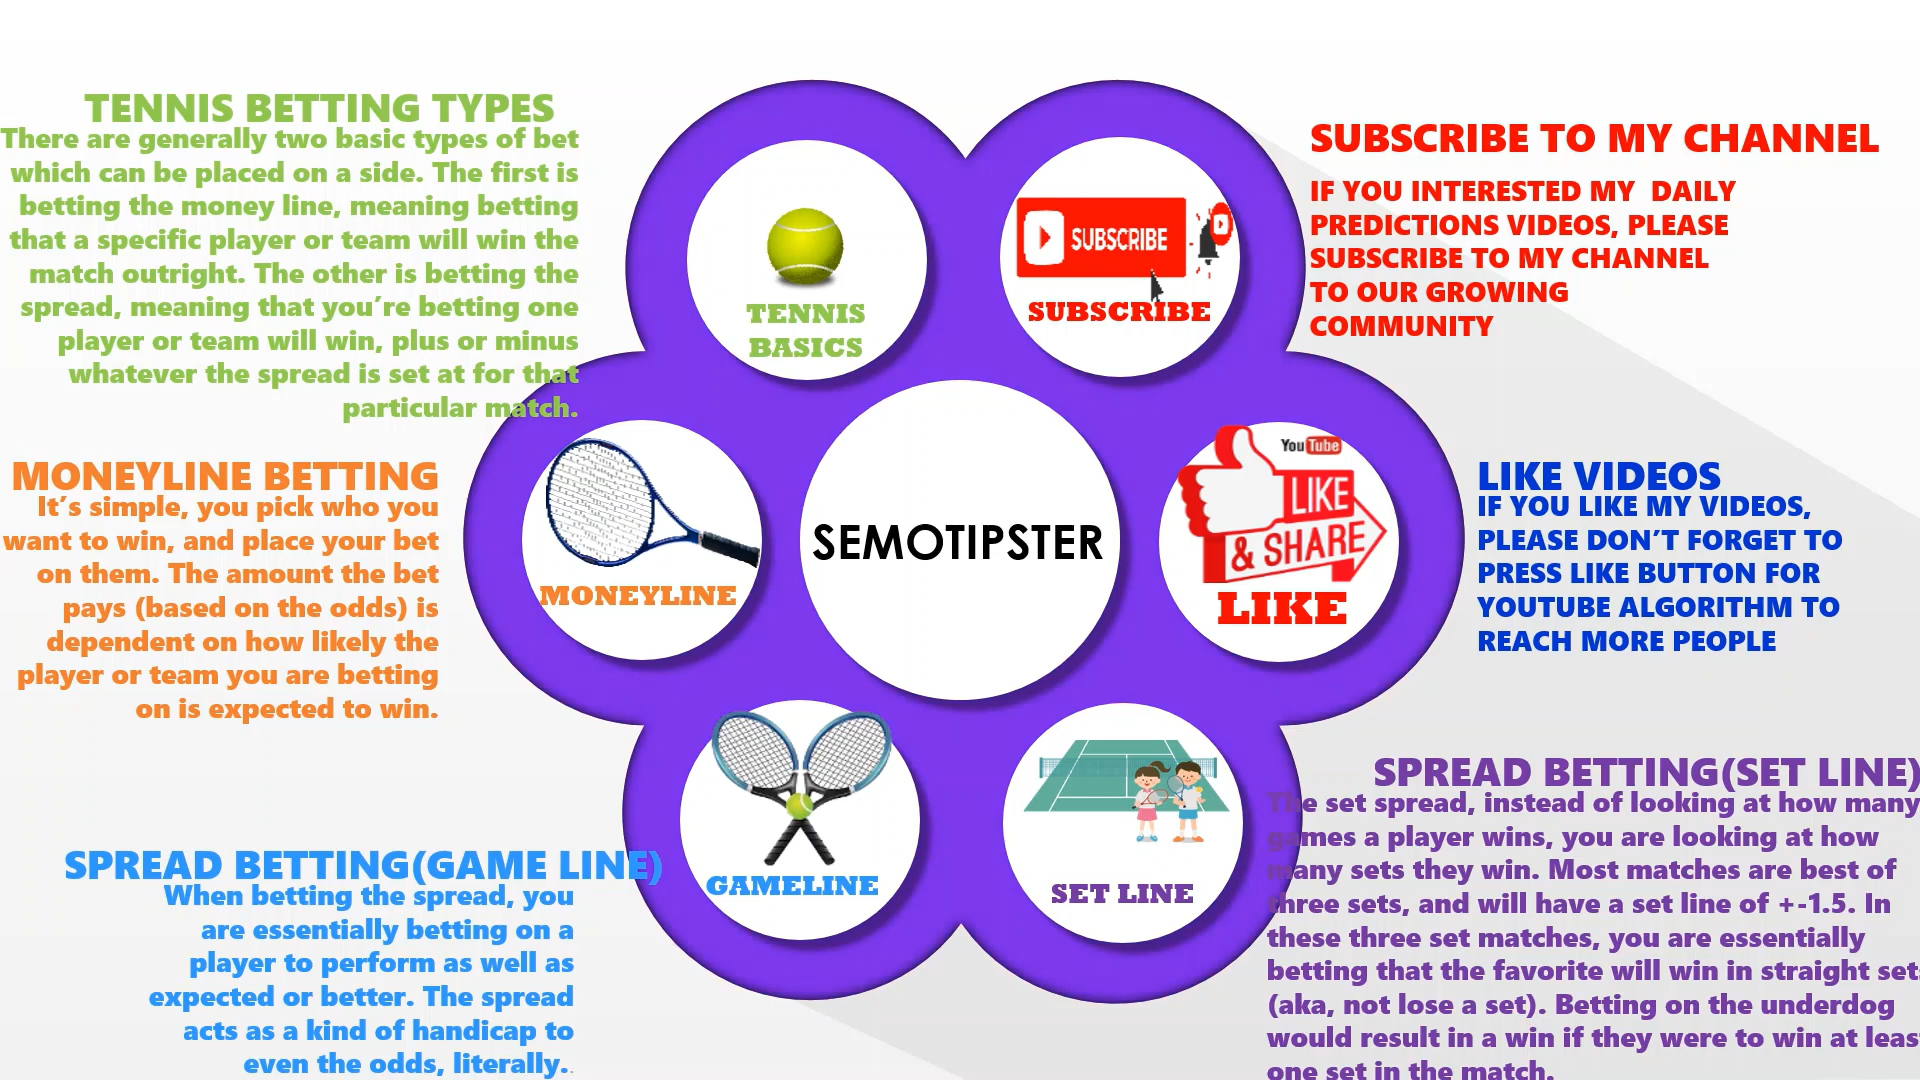 TENNIS BETTING TYPES
There are generally two basic types of bet
which can be placed on a side. The first is
betting the money line, meaning betting
that a specific player or team will win the
match outright. The other is betting the
spread, meaning that you're betting one
player or team will win, plus or minus
whatever the spread is set at for that
particular match.
MONEYLINE BETTING
It's simple, you pick who you
want to win, and place your bet
on them. The amount the bet
pays (based on the odds) is
dependent on how likely the
player or team you are betting
on is expected to win.
SPREAD BETTING(GAME LINE)
When betting the spread, you
are essentially betting on a
player to perform as well as
expected or better. The spread
acts as a kind of handicap to
even the odds, literally..
TENNIS
BASICS
SUBSCRIBE
SUBSCRIBE
MONEYLINE
SEMOTIPSTER
YouTube
LIKE
& SHARE
LIKE
GAMELINE
SET LINE
SUBSCRIBE TO MY CHANNEL
IF YOU INTERESTED MY DAILY
PREDICTIONS VIDEOS, PLEASE
SUBSCRIBE TO MY CHANNEL
TO OUR GROWING
COMMUNITY
LIKE VIDEOS
IF YOU LIKE MY VIDEOS,
PLEASE DON'T FORGET TO
PRESS LIKE BUTTON FOR
YOUTUBE ALGORITHM TO
REACH MORE PEOPLE
SPREAD BETTING(SET LINE)
The set spread, instead of looking at how many
games a player wins, you are looking at how
many sets they win. Most matches are best of
three sets, and will have a set line of +-1.5. In
these three set matches, you are essentially
betting that the favorite will win in straight sets
(aka, not lose a set). Betting on the underdog
would result in a win if they were to win at least
one set in the match.